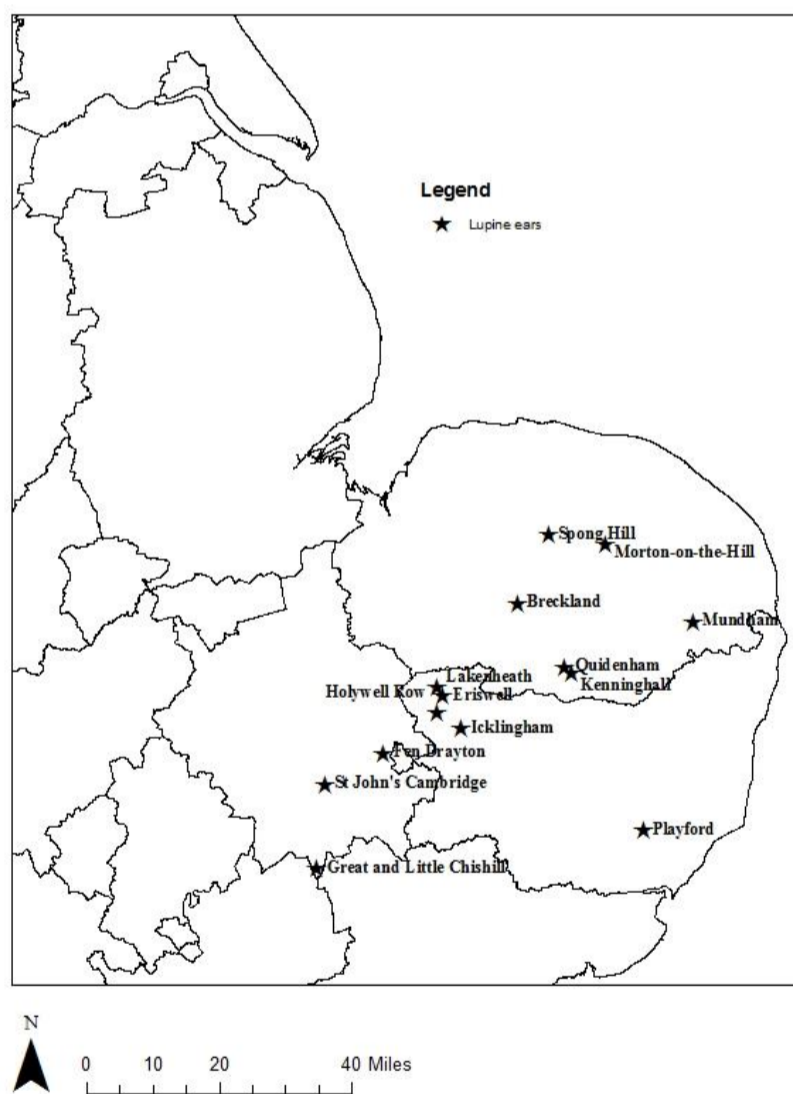 Legend
Lupine ears
Spong Hill
Morton-on-the-Hill
Breckland
Mundham
Quidenham
Kenninghall
Lakenheath
Holywell Row
Eriswell
Icklingham
Fen Drayton
St John's Cambridge
Playford
Great and Little Chishill
N
0 10 20 40 Miles